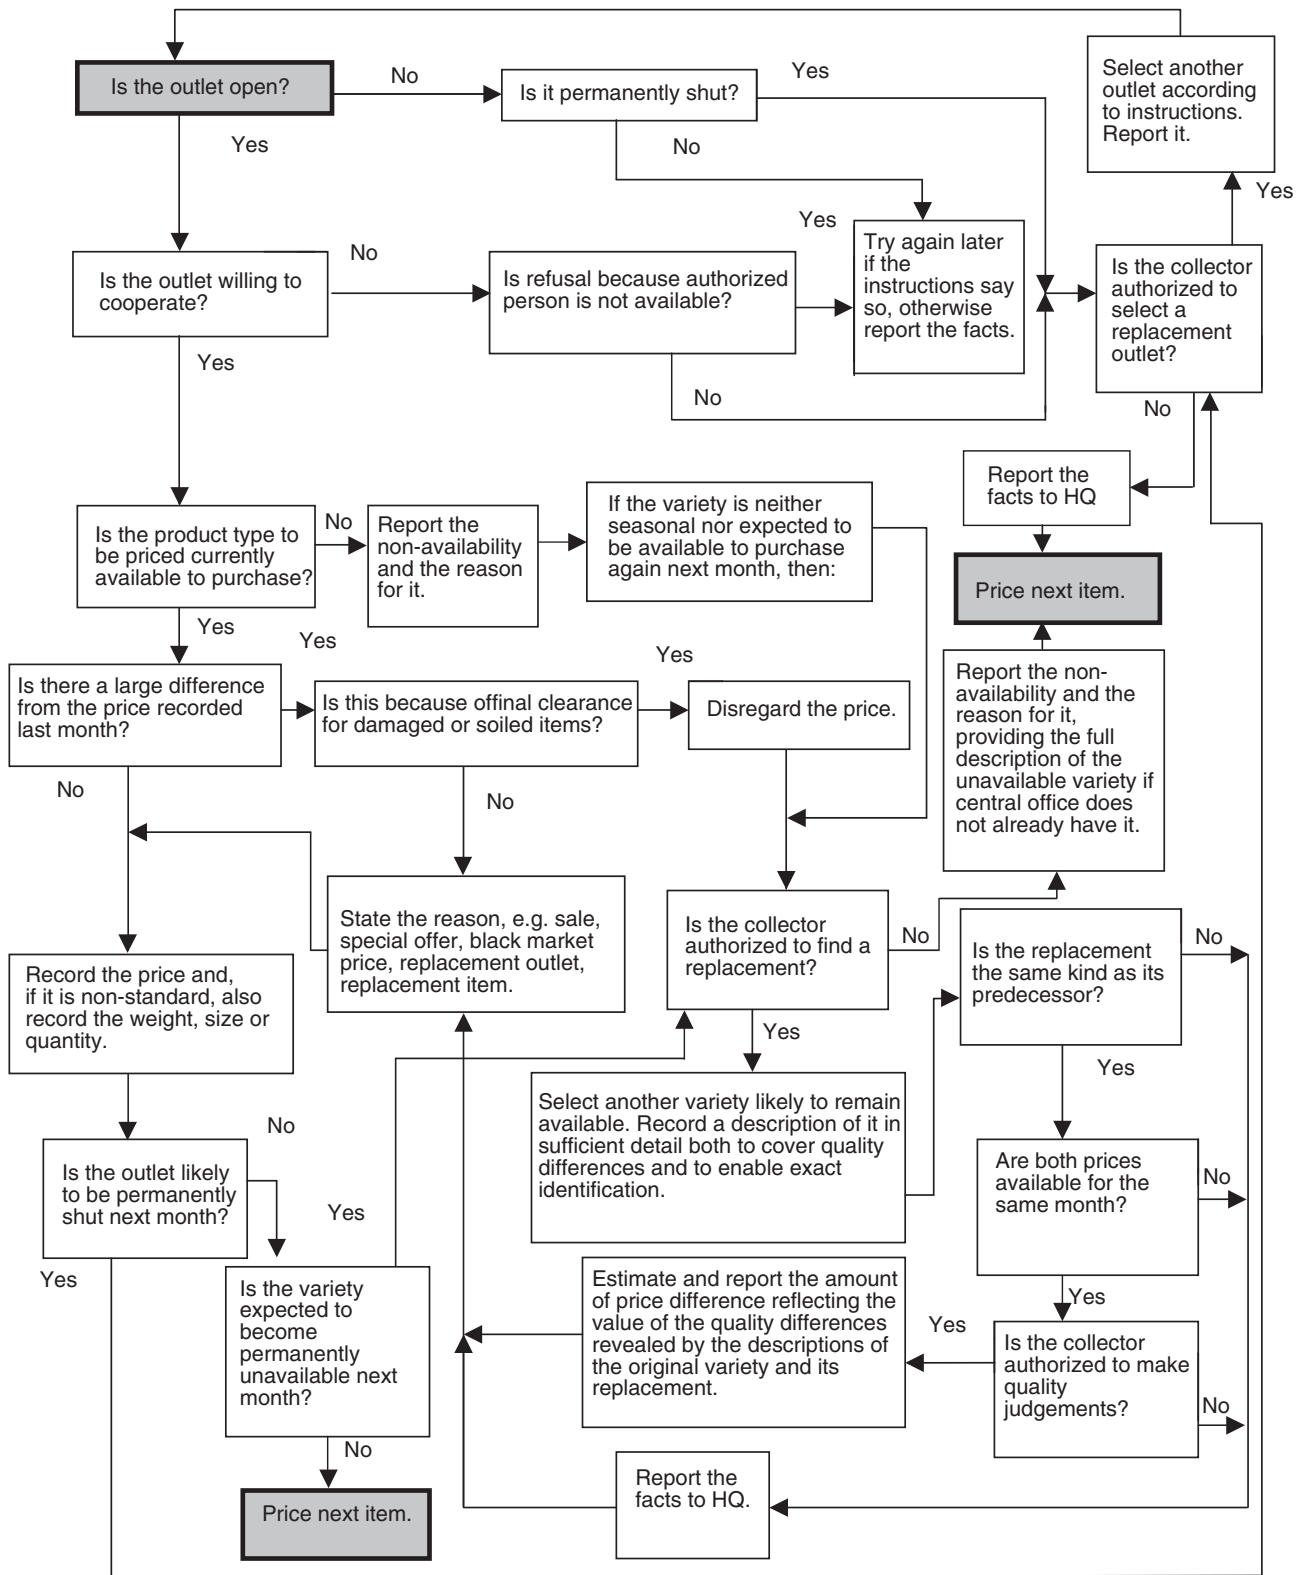 Is the outlet open?
No
Is it permanently shut?
Yes
Select another
outlet according
to instructions.
Report it.
Yes
No
Yes
Yes
Is the outlet willing to
cooperate?
No
Is refusal because authorized
person is not available?
Try again later
if the
instructions say
so, otherwise
report the facts.
Is the collector
authorized to
select a
replacement
outlet?
Yes
No
No
Report the
facts to HQ
Is the product type to
be priced currently
available to purchase?
No
Report the
non-availability
and the reason
for it.
If the variety is neither
seasonal nor expected to
be available to purchase
again next month, then:
Price next item.
Yes
Yes
Yes
Is there a large difference
from the price recorded
last month?
Is this because offinal clearance
for damaged or soiled items?
Disregard the price.
Report the non-
availability and the
reason for it,
providing the full
description of the
unavailable variety if
central office does
not already have it.
No
No
State the reason, e.g. sale,
special offer, black market
price, replacement outlet,
replacement item.
Is the collector
authorized to find a
replacement?
No
Is the replacement
the same kind as its
predecessor?
No
Record the price and,
if it is non-standard, also
record the weight, size or
quantity.
Yes
Yes
Select another variety likely to remain
available. Record a description of it in
sufficient detail both to cover quality
differences and to enable exact
identification.
No
Is the outlet likely
to be permanently
shut next month?
Are both prices
available for the
same month?
No
Yes
Yes
Is the variety
expected to
become
permanently
unavailable next
month?
Estimate and report the amount
of price difference reflecting the
value of the quality differences
revealed by the descriptions of
the original variety and its
replacement.
Yes
Yes
Is the collector
authorized to make
quality
judgements?
No
No
Report the
facts to HQ.
Price next item.